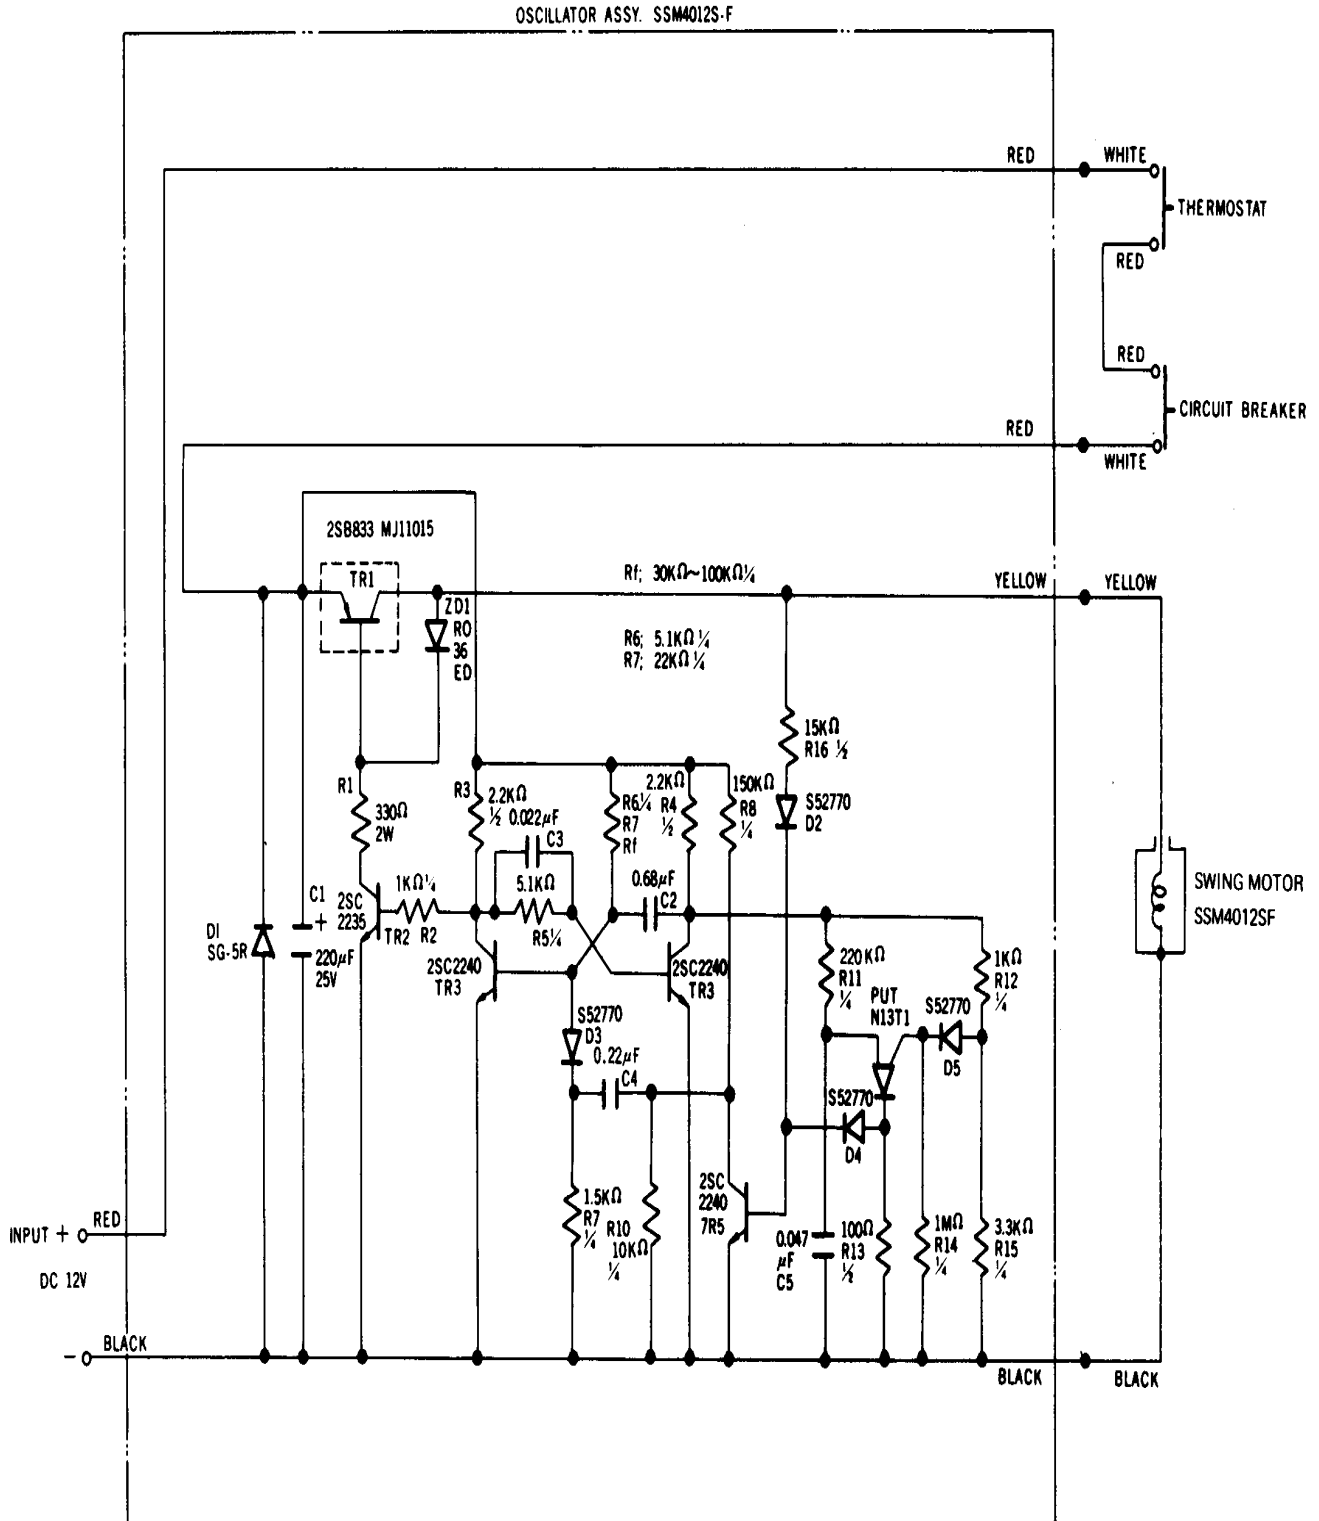 OSCILLATOR ASSY. SSM4012S-F
RED
WHITE
THERMOSTAT
RED
RED
CIRCUIT BREAKER
RED
WHITE
2SB833 MJ11015
TR1
Rf; 30KΩ~100KΩ¼
YELLOW
YELLOW
ZD1
RO
36
ED
R6; 5.1KΩ ¼
R7; 22KΩ ¼
15KΩ
R16 ½
R1
330Ω
2W
R3
2.2KΩ
½
0.022μF
C3
R6¼
R7
Rf
2.2KΩ
R4
½
150KΩ
R8
¼
S52770
D2
SWING MOTOR
SSM4012SF
C1
+
220μF
25V
2SC
2235
1KΩ¼
TR2
R2
5.1KΩ
R5¼
0.68μF
C2
D1
SG-5R
2SC2240
TR3
2SC2240
TR3
220KΩ
R11
¼
PUT
N13T1
S52770
D5
1KΩ
R12
¼
S52770
D3
0.22μF
C4
S52770
D4
2SC
2240
7R5
1.5KΩ
R7
¼
R10
10KΩ
¼
0.047
μF
C5
100Ω
R13
½
1MΩ
R14
¼
3.3KΩ
R15
¼
INPUT +
RED
DC 12V
-
BLACK
BLACK
BLACK